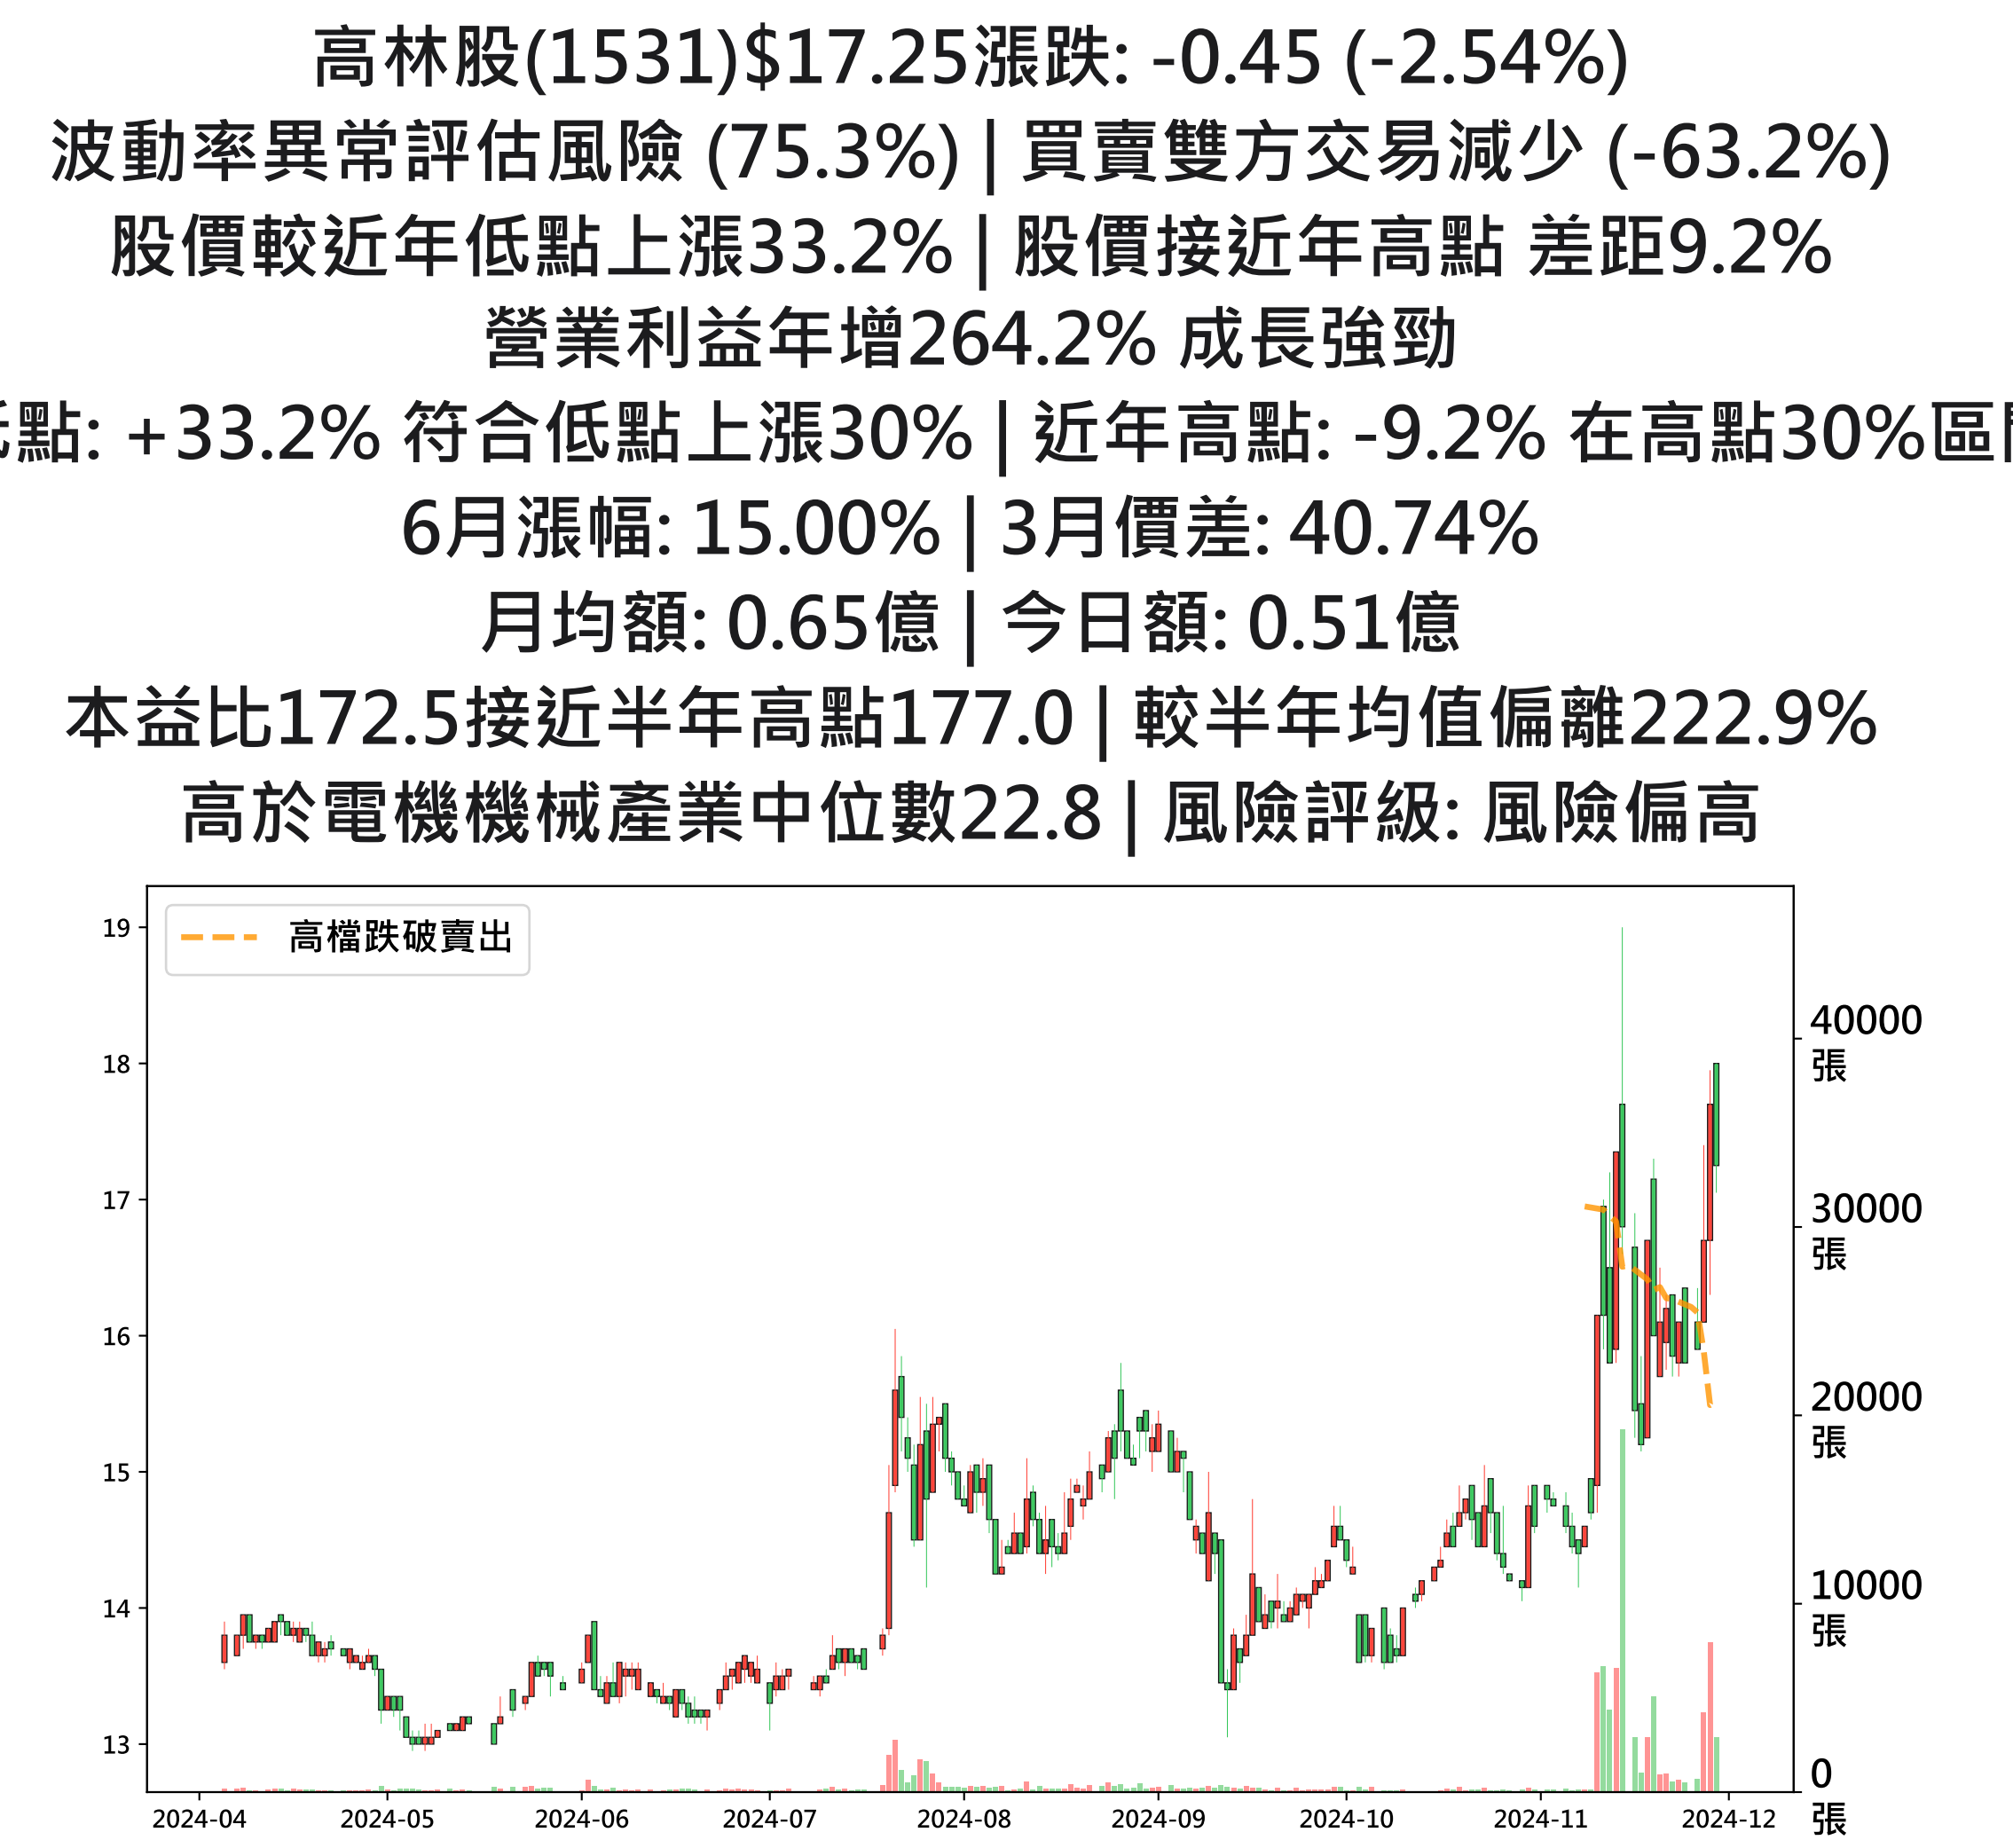 高林股(1531)$17.25漲跌: -0.45 (-2.54%)
波動率異常評估風險 (75.3%) | 買賣雙方交易減少 (-63.2%)
股價較近年低點上漲33.2% | 股價接近年高點 差距9.2%
營業利益年增264.2% 成長強勁
點: +33.2% 符合低點上漲30% | 近年高點: -9.2% 在高點30%區
6月漲幅: 15.00% | 3月價差: 40.74%
月均額: 0.65億 | 今日額: 0.51億
本益比172.5接近半年高點177.0 | 較半年均值偏離222.9%
高於電機機械產業中位數22.8 | 風險評級: 風險偏高
高檔跌破賣出
19
18
17
16
15
14
13
40000
張
30000
張
20000
張
10000
張
0
張
2024-04
2024-05
2024-06
2024-07
2024-08
2024-09
2024-10
2024-11
2024-12